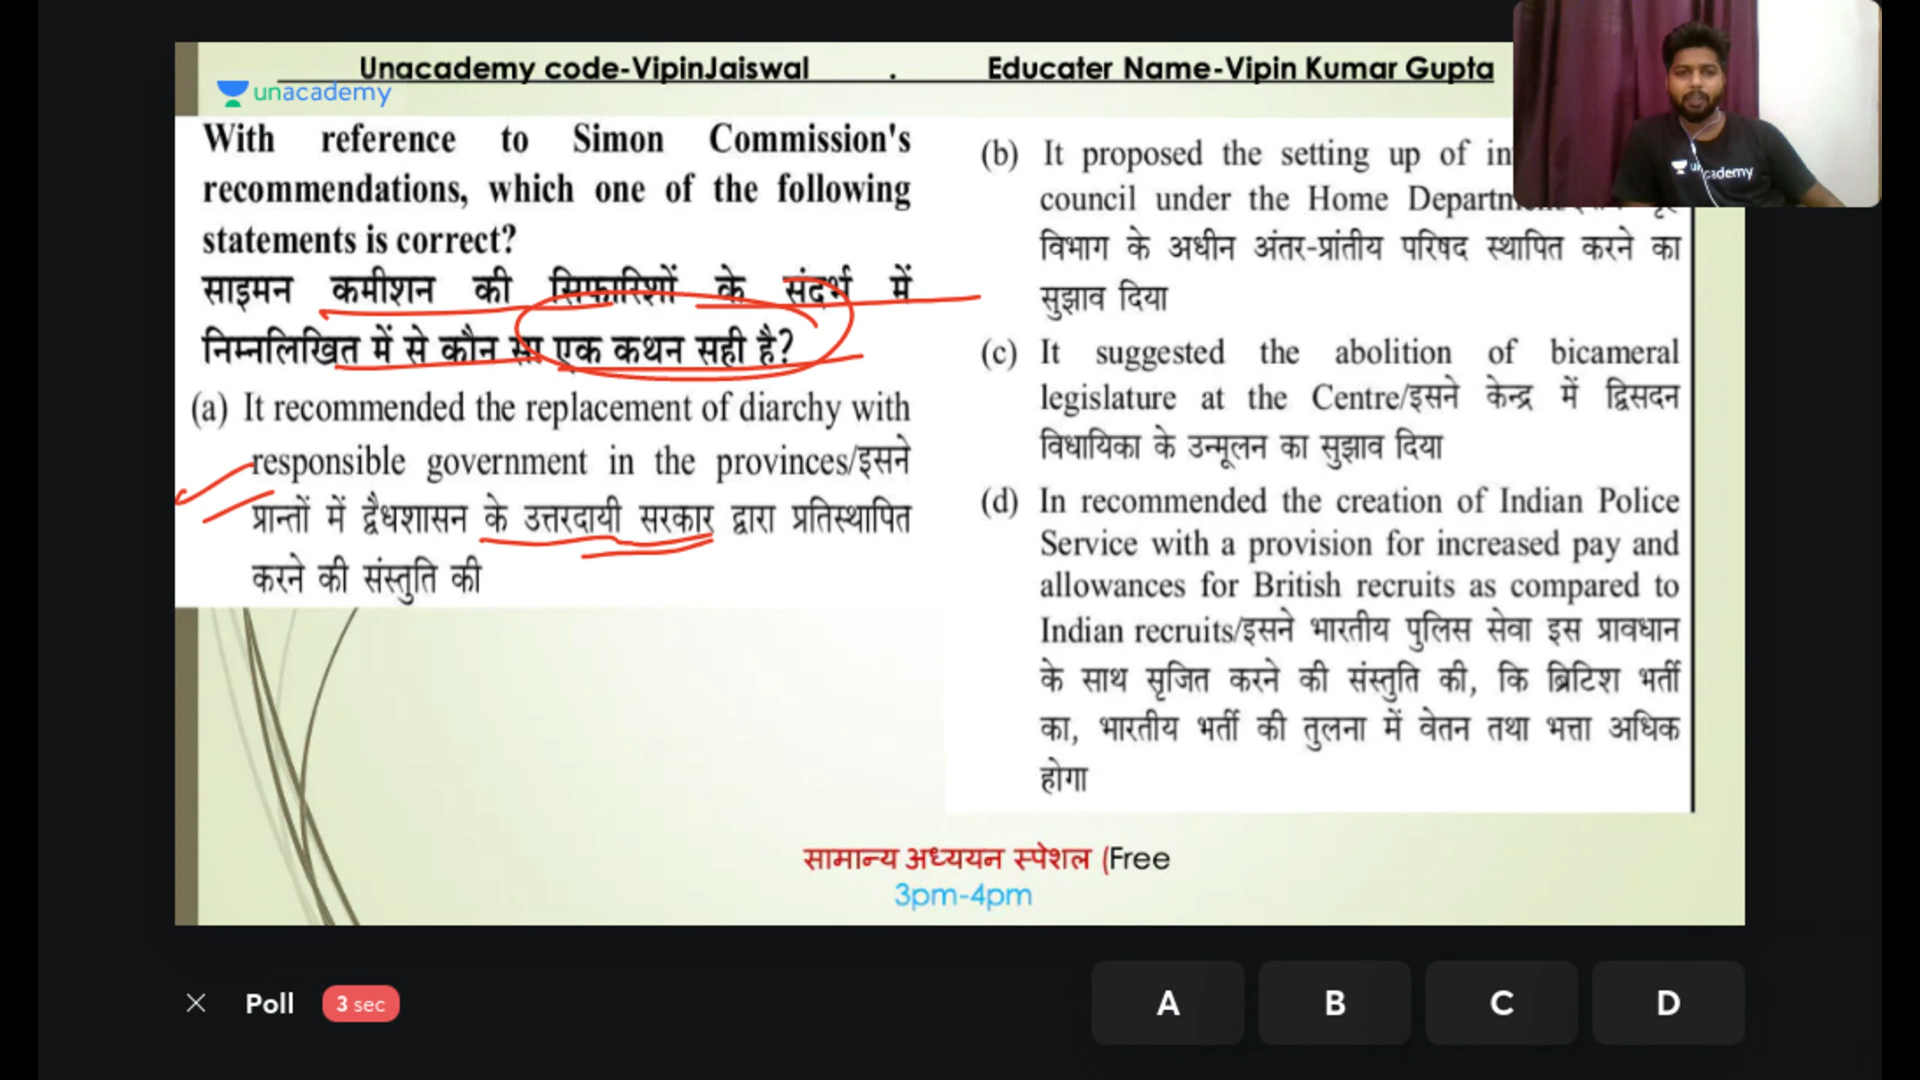 Unacademy code-VipinJaiswal . Educater Name-Vipin Kumar Gupta
unacademy
With reference to Simon Commission's
recommendations, which one of the following
statements is correct?
साइमन कमीशन की सिफारिशों के संदर्भ में
निम्नलिखित में से कौन सा एक कथन सही है?
(a) It recommended the replacement of diarchy with
responsible government in the provinces/इसने
प्रान्तों में द्वैधशासन के उत्तरदायी सरकार द्वारा प्रतिस्थापित
करने की संस्तुति की
(b) It proposed the setting up of
council under the Home
विभाग के अधीन अंतर-प्रांतीय परिषद स्थापित करने का
सुझाव दिया
(c) It suggested the abolition of bicameral
legislature at the Centre/इसने केन्द्र में द्विसदन
विधायिका के उन्मूलन का सुझाव दिया
(d) In recommended the creation of Indian Police
Service with a provision for increased pay and
allowances for British recruits as compared to
Indian recruits/इसने भारतीय पुलिस सेवा इस प्रावधान
के साथ सृजित करने की संस्तुति की, कि ब्रिटिश भर्ती
का, भारतीय भर्ती की तुलना में वेतन तथा भत्ता अधिक
होगा
सामान्य अध्ययन स्पेशल (Free
3pm-4pm
Poll 3 sec A B C D